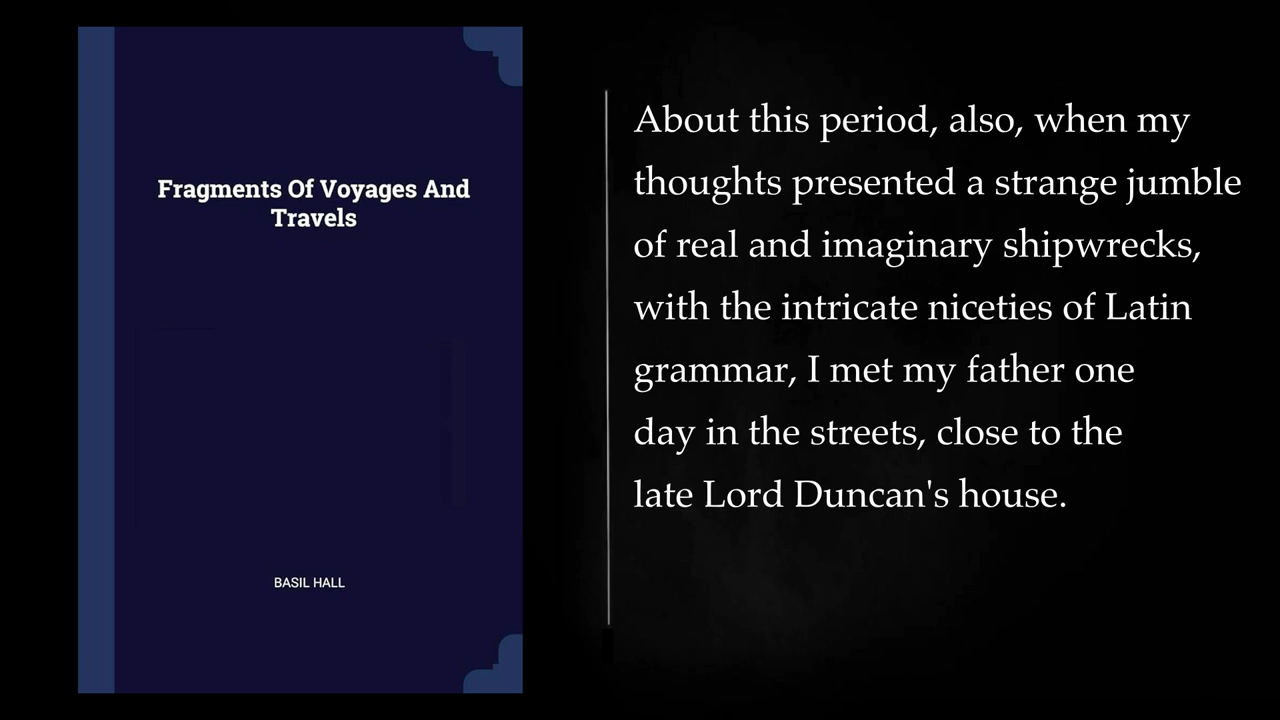 Fragments Of Voyages And
Travels
BASIL HALL
About this period, also, when my
thoughts presented a strange jumble
of real and imaginary shipwrecks,
with the intricate niceties of Latin
grammar, I met my father one
day in the streets, close to the
late Lord Duncan's house.